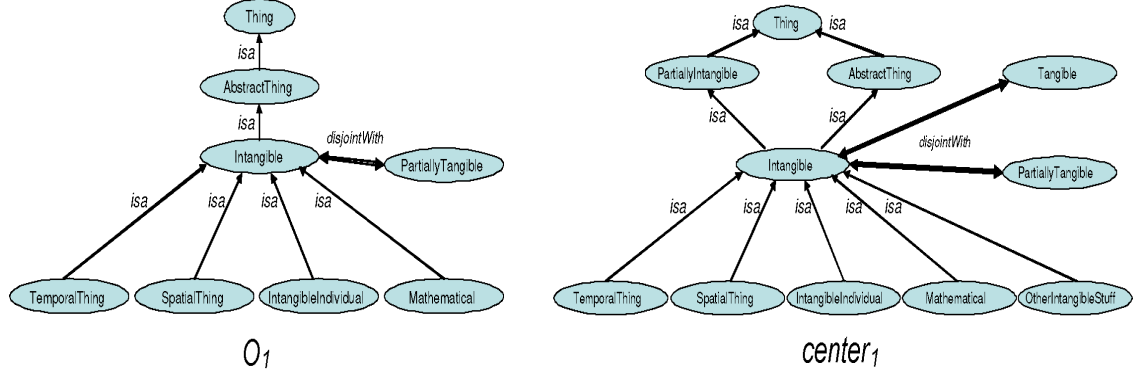 Thing
isa
AbstractThing
isa
disjointWith
Intangible
PartiallyTangible
isa
isa
isa
isa
TemporalThing
SpatialThing
IntangibleIndividual
Mathematical
O1
Thing
isa
isa
PartiallyIntangible
AbstractThing
Tangible
isa
isa
disjointWith
Intangible
PartiallyTangible
isa
isa
isa
isa
isa
TemporalThing
SpatialThing
IntangibleIndividual
Mathematical
OtherIntangibleStuff
center1